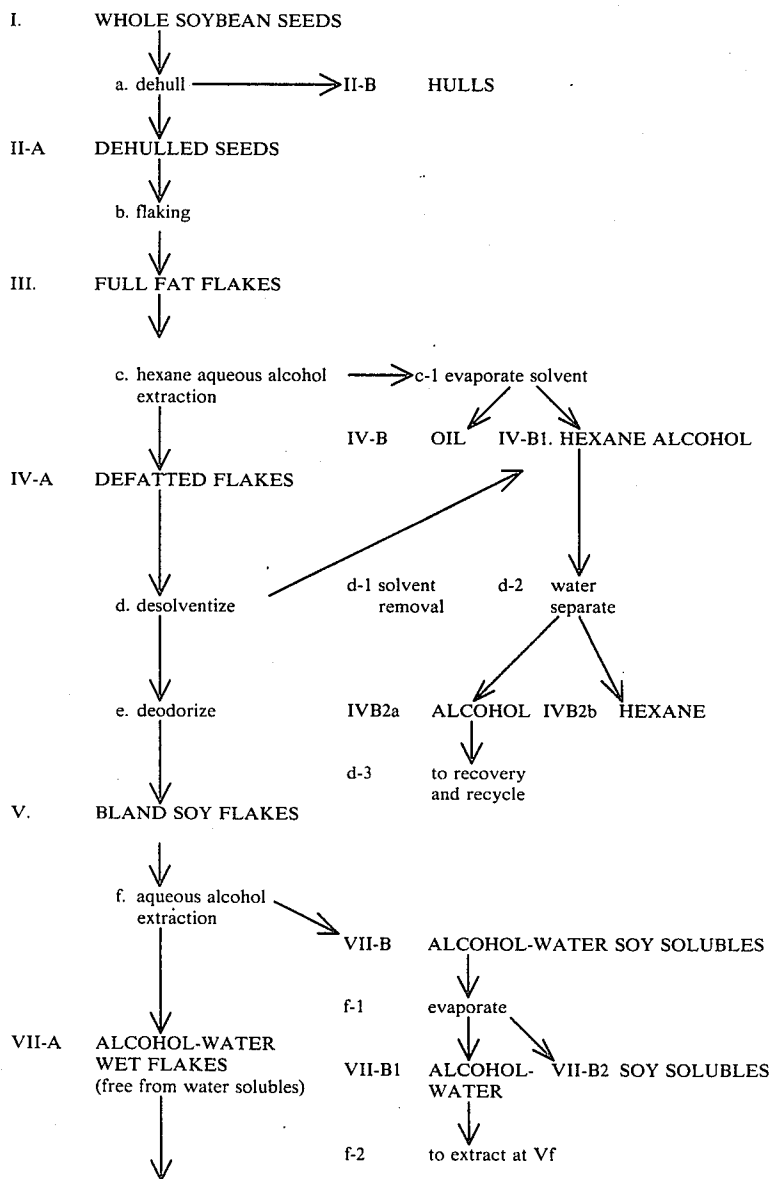 I. WHOLE SOYBEAN SEEDS
a. dehull II-B HULLS
II-A DEHULLED SEEDS
b. flaking
III. FULL FAT FLAKES
c. hexane aqueous alcohol c-1 evaporate solvent
extraction
IV-B OIL IV-B1. HEXANE ALCOHOL
IV-A DEFATTED FLAKES
d-1 solvent d-2 water
d. desolventize removal separate
e. deodorize IVB2a ALCOHOL IVB2b HEXANE
d-3 to recovery
and recycle
V. BLAND SOY FLAKES
f. aqueous alcohol
extraction
VII-B ALCOHOL-WATER SOY SOLUBLES
f-1 evaporate
VII-A ALCOHOL-WATER
WET FLAKES VII-B1 ALCOHOL- VII-B2 SOY SOLUBLES
(free from water solubles) WATER
f-2 to extract at Vf